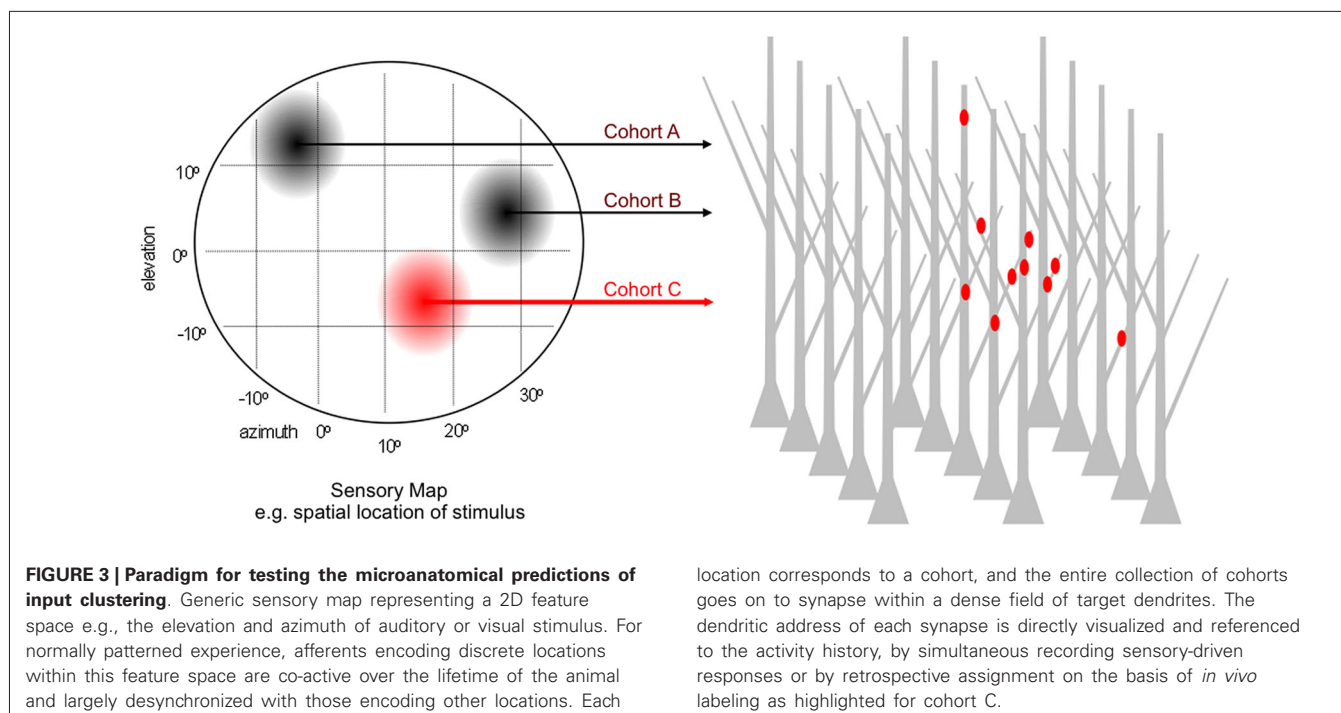 Cohort A
10º
Cohort B
elevation
0º
Cohort C
-10º
-10º
30º
azimuth
0º
20º
10º
Sensory Map
e.g. spatial location of stimulus
FIGURE 3 | Paradigm for testing the microanatomical predictions of
input clustering. Generic sensory map representing a 2D feature
space e.g., the elevation and azimuth of auditory or visual stimulus. For
normally patterned experience, afferents encoding discrete locations
within this feature space are co-active over the lifetime of the animal
and largely desynchronized with those encoding other locations. Each
location corresponds to a cohort, and the entire collection of cohorts
goes on to synapse within a dense field of target dendrites. The
dendritic address of each synapse is directly visualized and referenced
to the activity history, by simultaneous recording sensory-driven
responses or by retrospective assignment on the basis of in vivo
labeling as highlighted for cohort C.